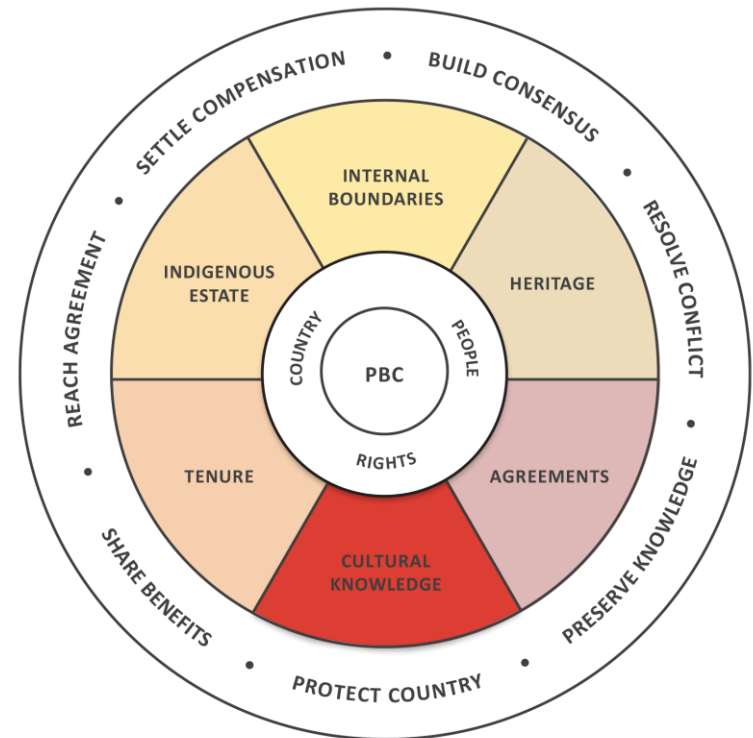 SETTLE COMPENSATION
•
BUILD CONSENSUS
•
RESOLVE CONFLICT
•
PRESERVE KNOWLEDGE
•
PROTECT COUNTRY
•
SHARE BENEFITS
•
REACH AGREEMENT
•
INTERNAL
BOUNDARIES
HERITAGE
AGREEMENTS
CULTURAL
KNOWLEDGE
TENURE
INDIGENOUS
ESTATE
COUNTRY
PEOPLE
RIGHTS
PBC